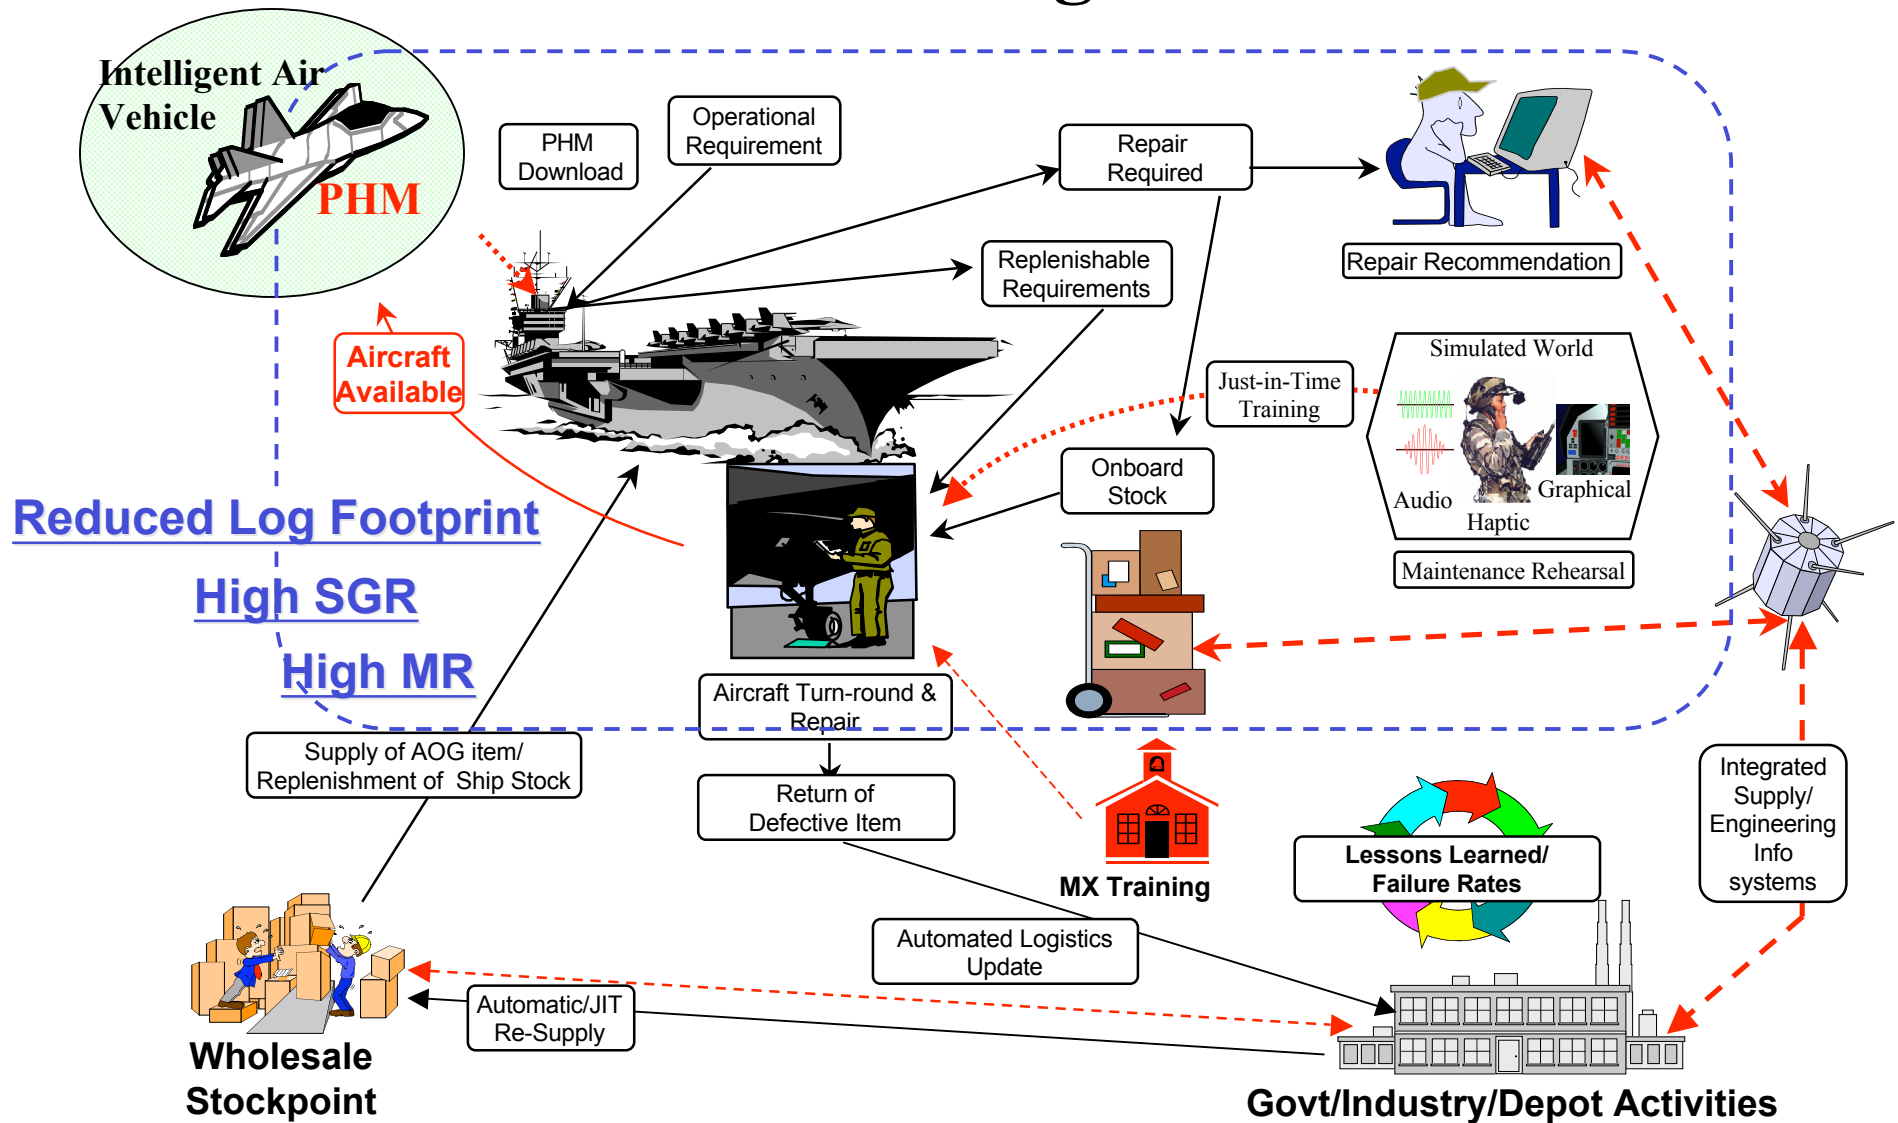 Intelligent Air
Vehicle
PHM
PHM
Download
Operational
Requirement
Repair
Required
Repair Recommendation
Replenishable
Requirements
Aircraft
Available
Just-in-Time
Training
Simulated World
Audio
Haptic
Graphical
Maintenance Rehearsal
Onboard
Stock
Reduced Log Footprint
High SGR
High MR
Aircraft Turn-round &
Repair
Supply of AOG item/
Replenishment of Ship Stock
Return of
Defective Item
MX Training
Lessons Learned/
Failure Rates
Integrated
Supply/
Engineering
Info
systems
Automated Logistics
Update
Automatic/JIT
Re-Supply
Wholesale
Stockpoint
Govt/Industry/Depot Activities